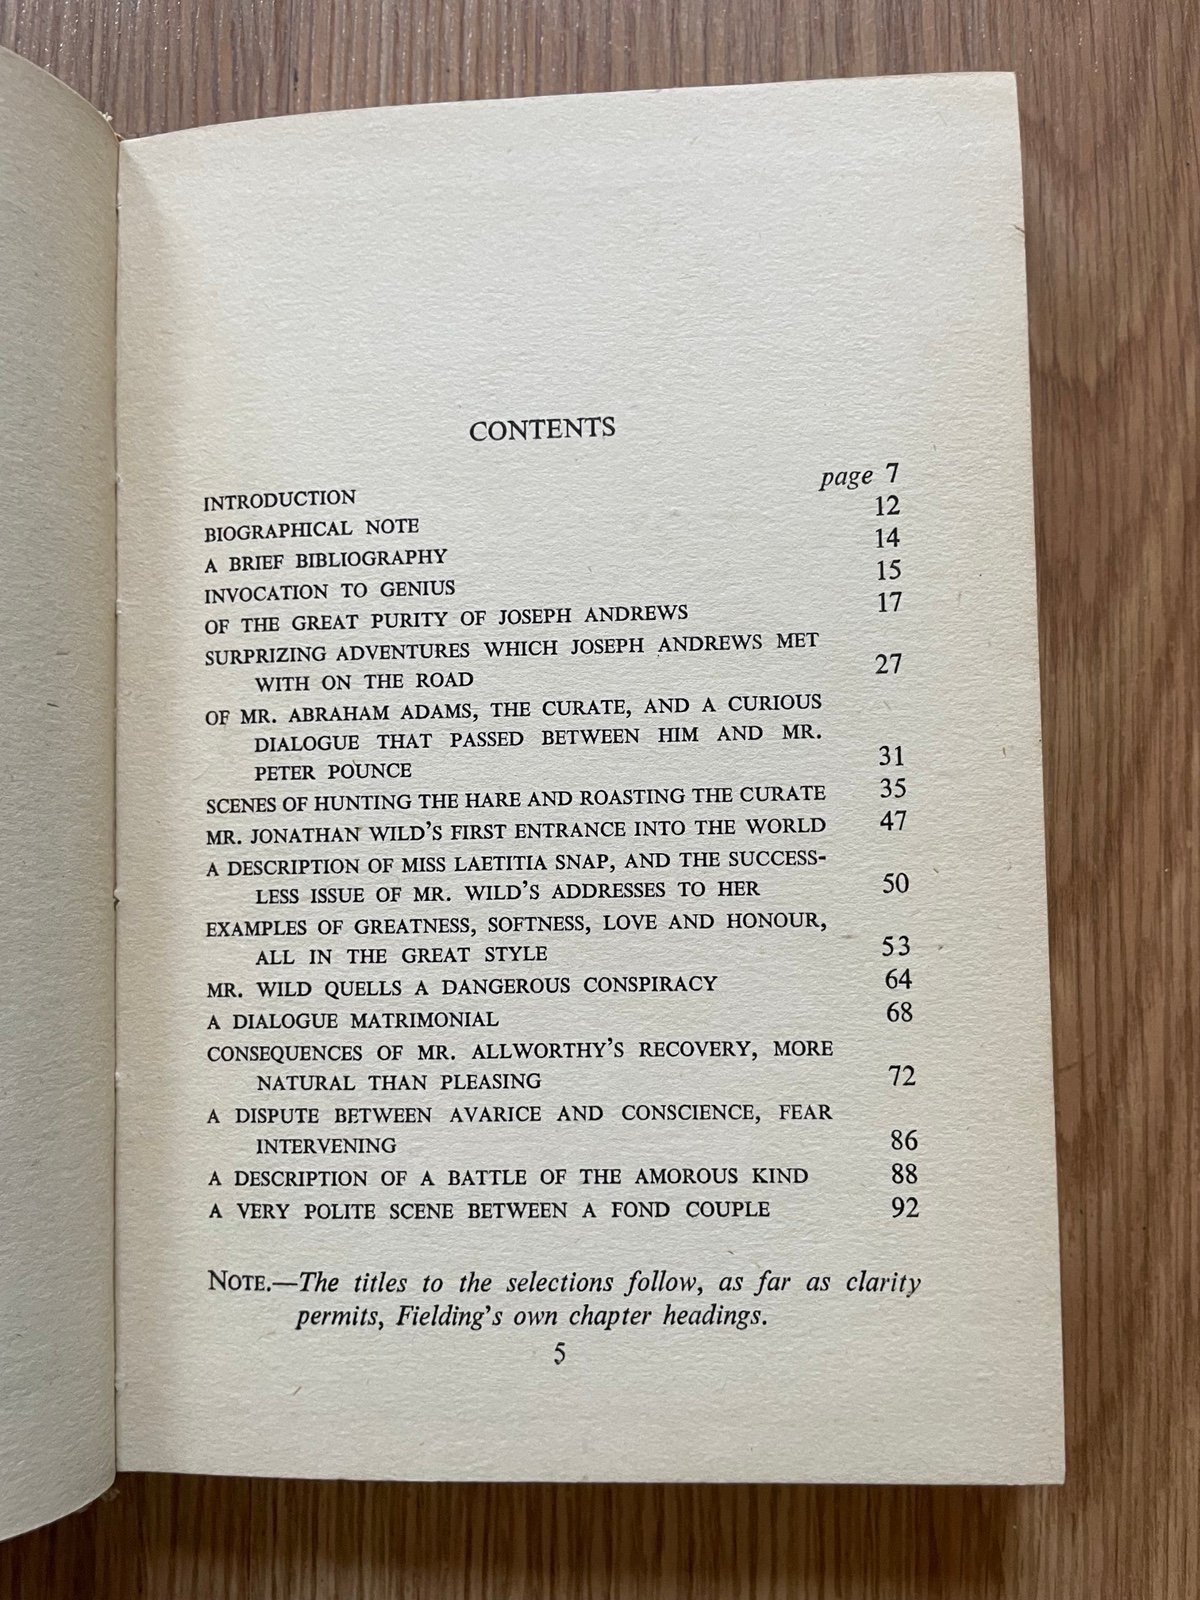 CONTENTS
INTRODUCTION page 7
BIOGRAPHICAL NOTE 12
A BRIEF BIBLIOGRAPHY 14
INVOCATION TO GENIUS 15
OF THE GREAT PURITY OF JOSEPH ANDREWS 17
SURPRIZING ADVENTURES WHICH JOSEPH ANDREWS MET
WITH ON THE ROAD 27
OF MR. ABRAHAM ADAMS, THE CURATE, AND A CURIOUS
DIALOGUE THAT PASSED BETWEEN HIM AND MR.
PETER POUNCE 31
SCENES OF HUNTING THE HARE AND ROASTING THE CURATE 35
MR. JONATHAN WILD'S FIRST ENTRANCE INTO THE WORLD 47
A DESCRIPTION OF MISS LAETITIA SNAP, AND THE SUCCESS-
LESS ISSUE OF MR. WILD'S ADDRESSES TO HER 50
EXAMPLES OF GREATNESS, SOFTNESS, LOVE AND HONOUR,
ALL IN THE GREAT STYLE 53
MR. WILD QUELLS A DANGEROUS CONSPIRACY 64
A DIALOGUE MATRIMONIAL 68
CONSEQUENCES OF MR. ALLWORTHY'S RECOVERY, MORE
NATURAL THAN PLEASING 72
A DISPUTE BETWEEN AVARICE AND CONSCIENCE, FEAR
INTERVENING 86
A DESCRIPTION OF A BATTLE OF THE AMOROUS KIND 88
A VERY POLITE SCENE BETWEEN A FOND COUPLE 92
NOTE.—The titles to the selections follow, as far as clarity
permits, Fielding's own chapter headings.
5